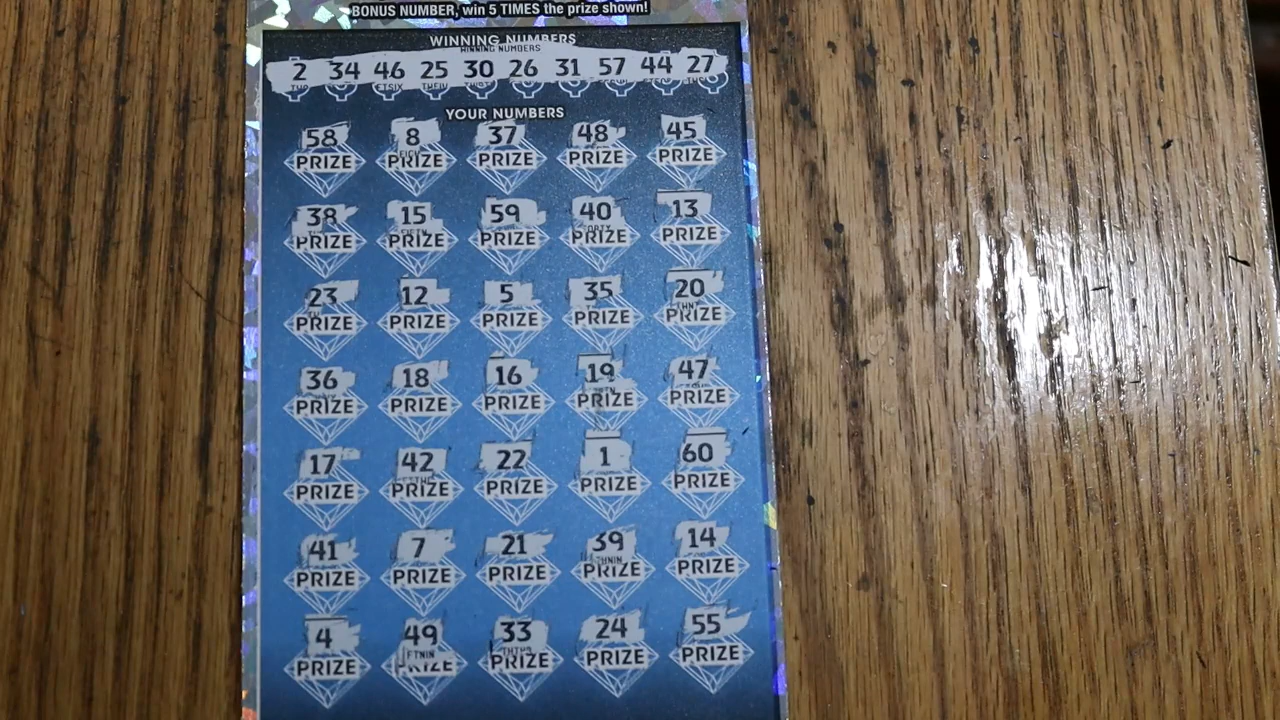 BONUS NUMBER, win 5 TIMES the prize shown!
WINNING NUMBERS
WINNING NUMBERS
2 34 46 25 30 26 31 57 44 27
YOUR NUMBERS
58 8 37 48 45
PRIZE PRIZE PRIZE PRIZE PRIZE
38 15 59 40 13
PRIZE PRIZE PRIZE PRIZE PRIZE
23 12 5 35 20
PRIZE PRIZE PRIZE PRIZE PRIZE
36 18 16 19 47
PRIZE PRIZE PRIZE PRIZE PRIZE
17 42 22 1 60
PRIZE PRIZE PRIZE PRIZE PRIZE
41 7 21 39 14
PRIZE PRIZE PRIZE PRIZE PRIZE
4 49 33 24 55
PRIZE PRIZE PRIZE PRIZE PRIZE